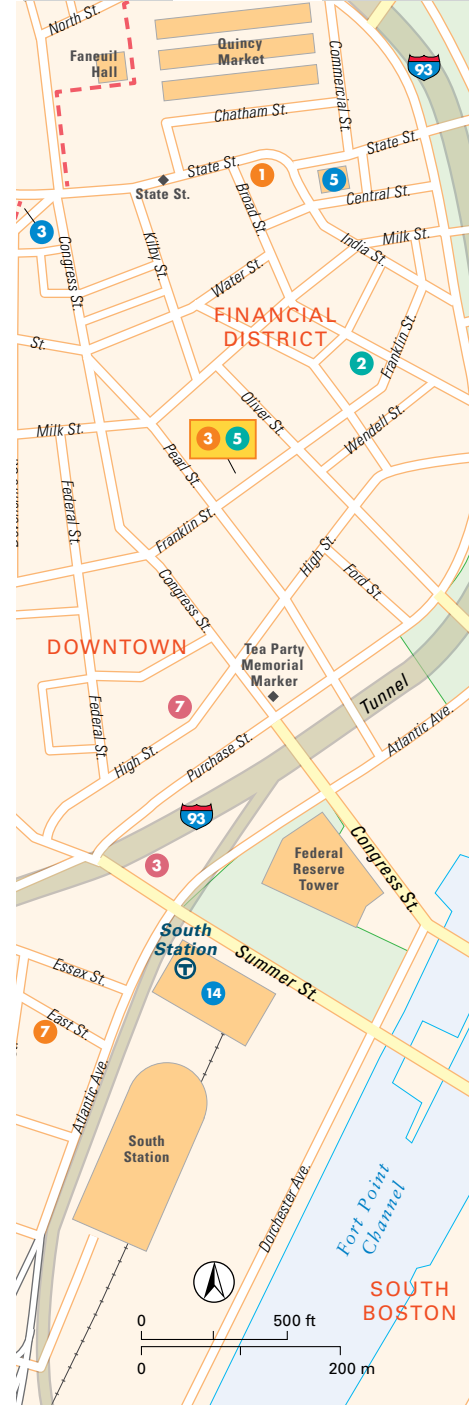 North St.
Faneuil
Hall
Quincy
Market
Commercial St.
93
Chatham St.
State St.
State St.
1
State St.
5
Broad St.
Central St.
3
Congress St.
Kilby St.
India St.
Milk St.
Water St.
FINANCIAL
DISTRICT
St.
Franklin St.
2
Oliver St.
Milk St.
3
5
Wendell St.
Pearl St.
Federal St.
Franklin St.
High St.
Ford St.
Congress St.
DOWNTOWN
Tea Party
Memorial
Marker
Tunnel
7
Federal St.
High St.
Purchase St.
Atlantic Ave.
93
Congress St.
3
Federal
Reserve
Tower
South
Station
T
Summer St.
Essex St.
14
East St.
7
Atlantic Ave.
South
Station
Dorchester Ave.
Fort Point
Channel
SOUTH
BOSTON
0
500 ft
0
200 m